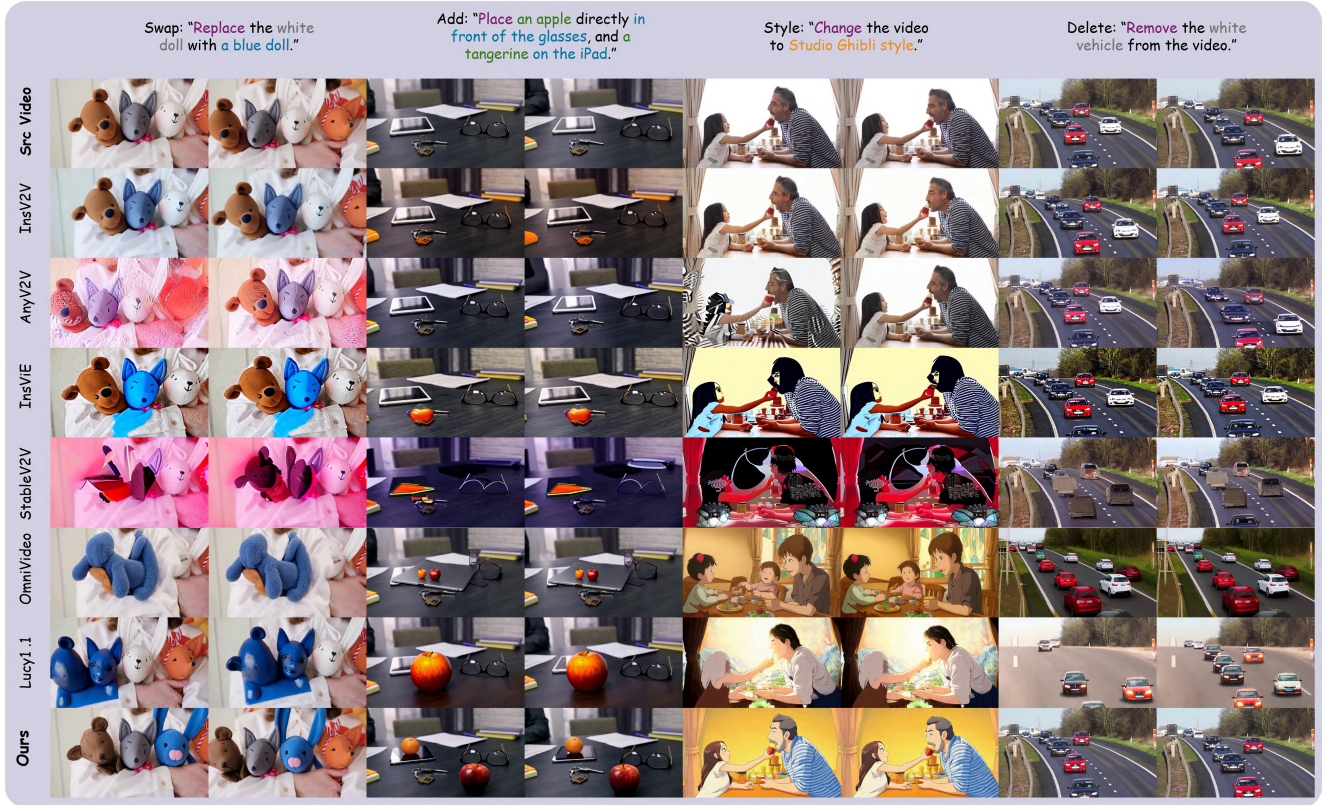 Swap: “Replace the white
doll with a blue doll.”
Add: “Place an apple directly in
front of the glasses, and a
tangerine on the iPad.”
Style: “Change the video
to Studio Ghibli style.”
Delete: “Remove the white
vehicle from the video.”
Src Video
InsV2V
AnyV2V
InsViE
StableV2V
OmniVideo
Lucy1.1
Ours